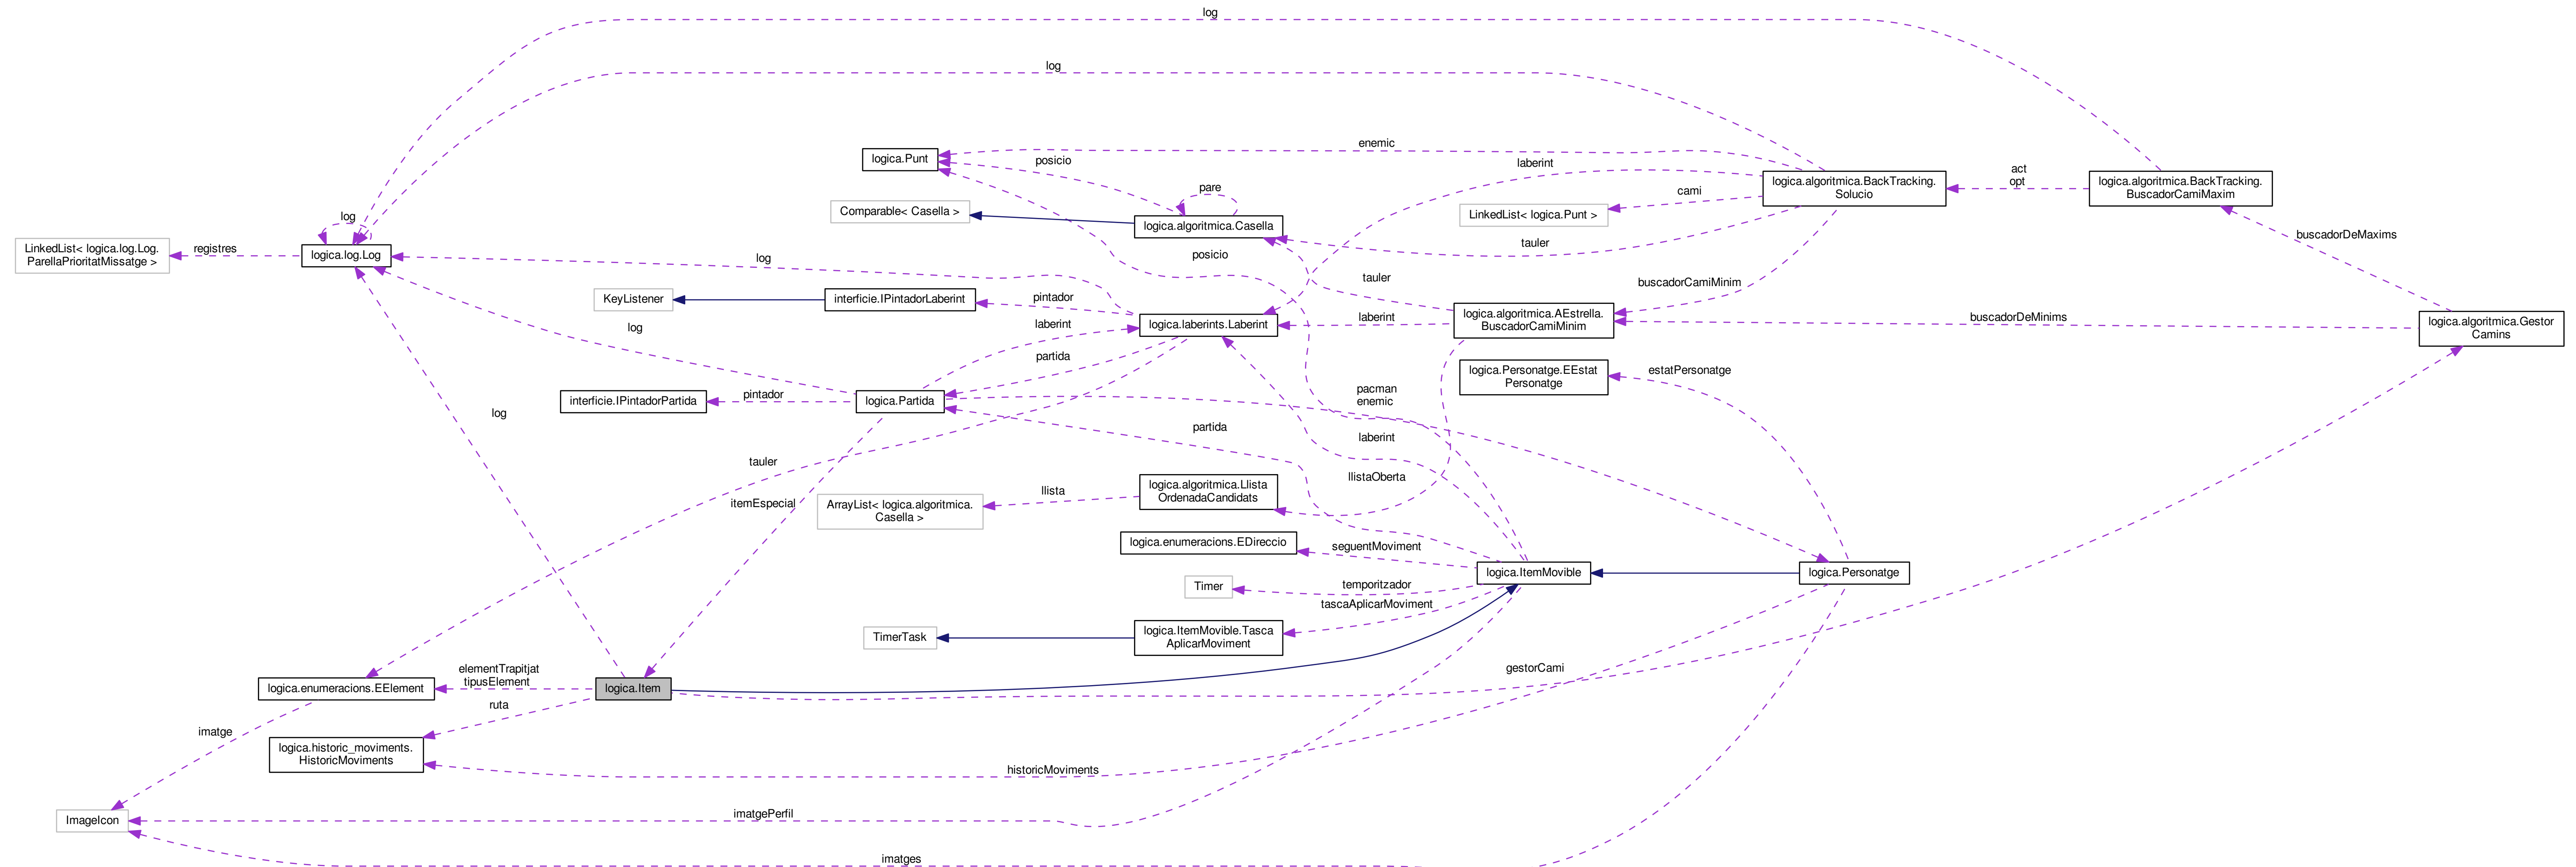 log
log
enemic
logica.Punt
posicio
laberint
act
opt
logica.algoritmica.BackTracking.
Solucio
logica.algoritmica.BackTracking.
BuscadorCamiMaxim
pare
cami
Comparable< Casella >
LinkedList< logica.Punt >
log
logica.algoritmica.Casella
buscadorDeMaxims
LinkedList< logica.log.Log.
ParellaPrioritatMissatge >
registres
logica.log.Log
log
posicio
tauler
tauler
buscadorCamiMinim
KeyListener
interficie.IPintadorLaberint
pintador
log
laberint
logica.laberints.Laberint
laberint
logica.algoritmica.AEstrella.
BuscadorCamiMinim
buscadorDeMinims
logica.algoritmica.Gestor
Camins
partida
logica.Personatge.EEstat
Personatge
estatPersonatge
interficie.IPintadorPartida
pintador
logica.Partida
pacman
enemic
log
partida
laberint
tauler
itemEspecial
llistaOberta
ArrayList< logica.algoritmica.
Casella >
llista
logica.algoritmica.Llista
OrdenadaCandidats
logica.enumeracions.EDireccio
seguentMoviment
Timer
temporitzador
logica.ItemMovible
logica.Personatge
tascaAplicarMoviment
TimerTask
logica.ItemMovible.Tasca
AplicarMoviment
logica.enumeracions.EElement
elementTrapitjat
tipusElement
logica.Item
gestorCami
ruta
imatge
logica.historic_moviments.
HistoricMoviments
historicMoviments
ImageIcon
imatgePerfil
imatges